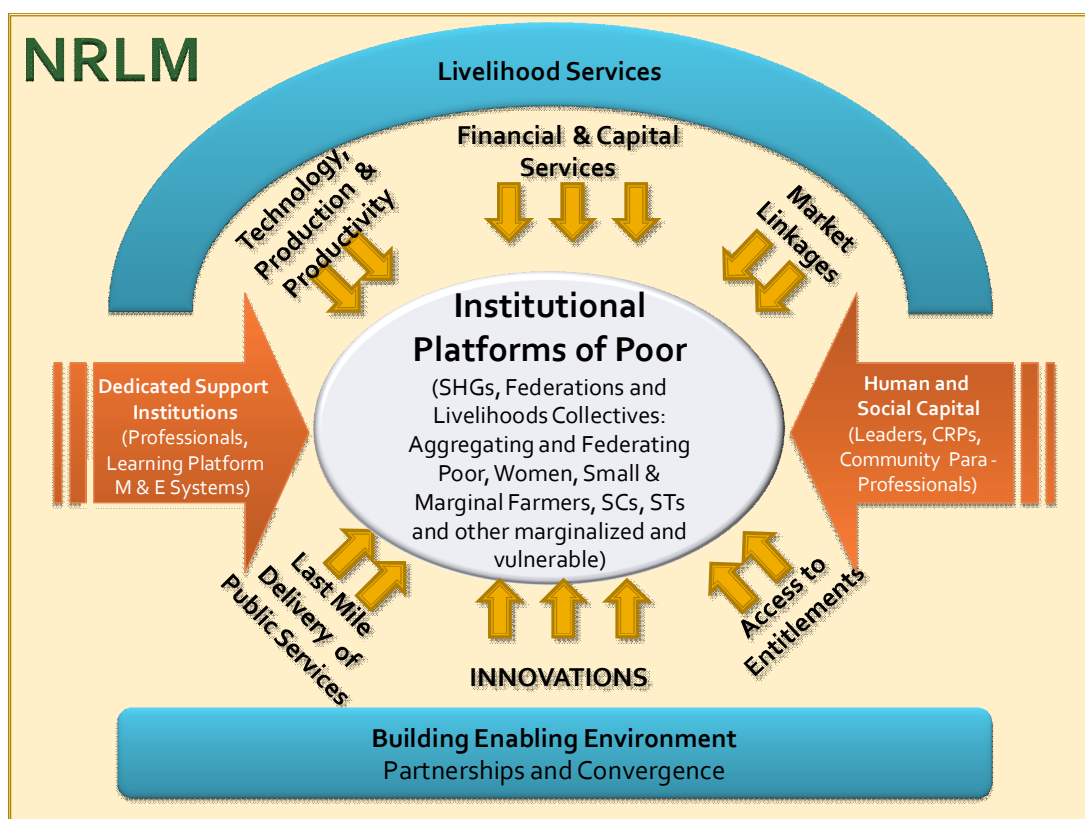 NRLM
Livelihood Services
Technology,
Production &
Productivity
Financial & Capital
Services
Market
Linkages
Dedicated Support
Institutions
(Professionals,
Learning Platform
M & E Systems)
Institutional
Platforms of Poor
(SHGs, Federations and
Livelihoods Collectives:
Aggregating and Federating
Poor, Women, Small &
Marginal Farmers, SCs, STs
and other marginalized and
vulnerable)
Human and
Social Capital
(Leaders, CRPs,
Community Para -
Professionals)
Last Mile
Delivery of
Public Services
INNOVATIONS
Access to
Entitlements
Building Enabling Environment
Partnerships and Convergence